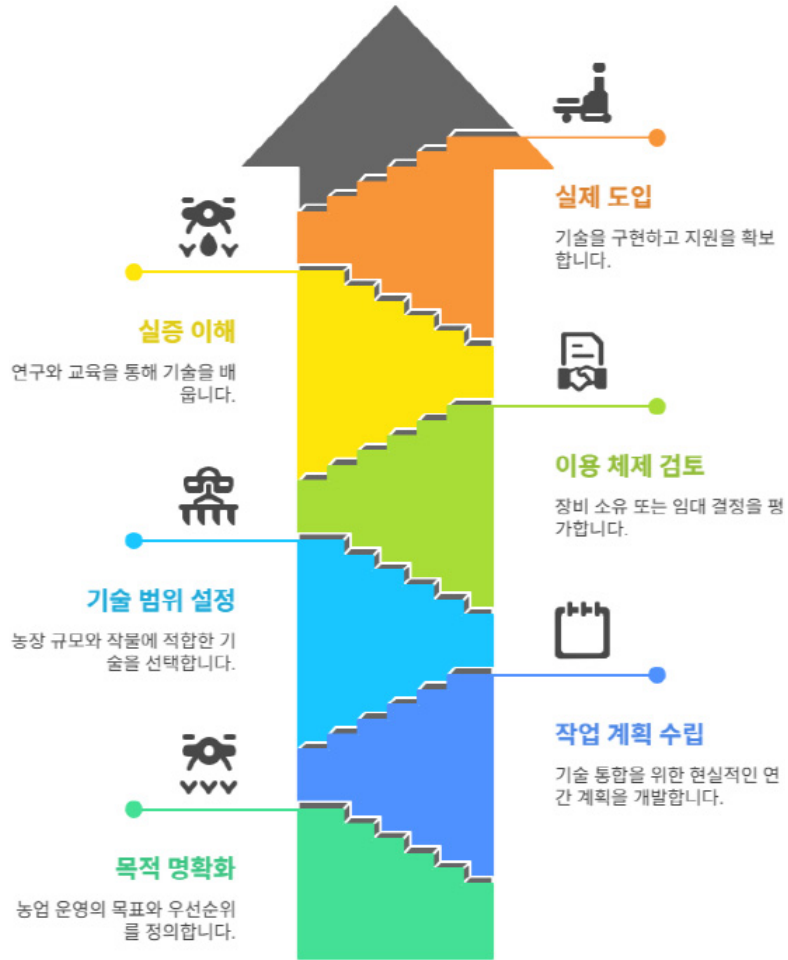 실제 도입
기술을 구현하고 지원을 확보
합니다.
실증 이해
연구와 교육을 통해 기술을 배
웁니다.
이용 체제 검토
장비 소유 또는 임대 결정을 평
가합니다.
기술 범위 설정
농장 규모와 작물에 적합한 기
술을 선택합니다.
작업 계획 수립
기술 통합을 위한 현실적인 연
간 계획을 개발합니다.
목적 명확화
농업 운영의 목표와 우선순위
를 정의합니다.